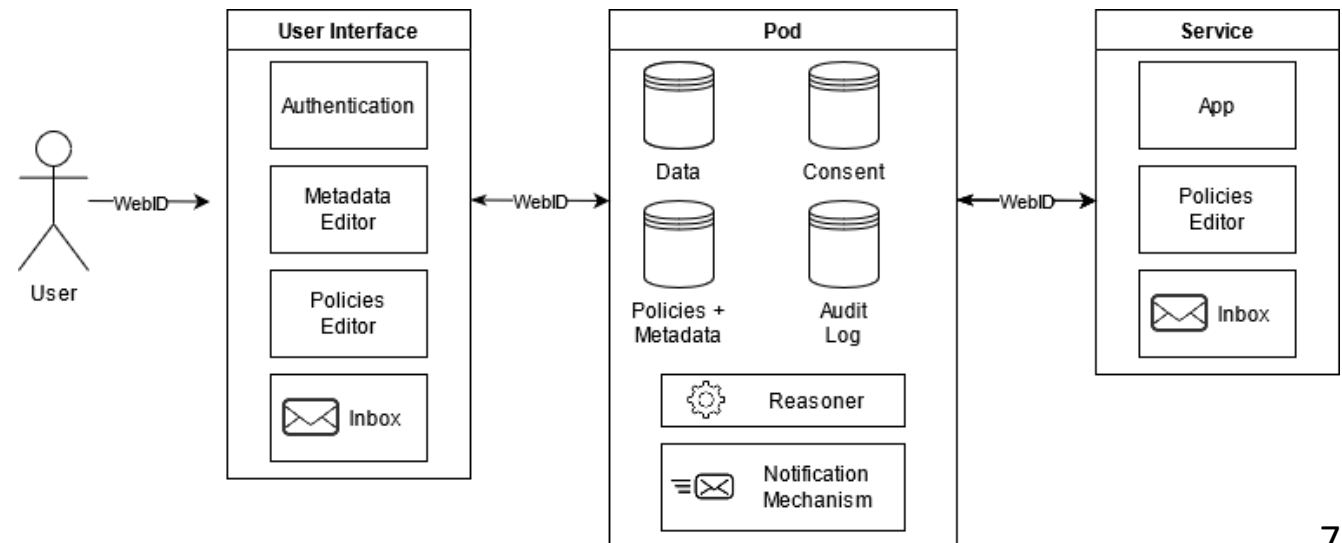 User Interface
Authentication
Metadata
Editor
Policies
Editor
Inbox
WebID
User
WebID
Pod
Data
Consent
Policies +
Metadata
Audit
Log
Reasoner
Notification
Mechanism
WebID
Service
App
Policies
Editor
Inbox
7